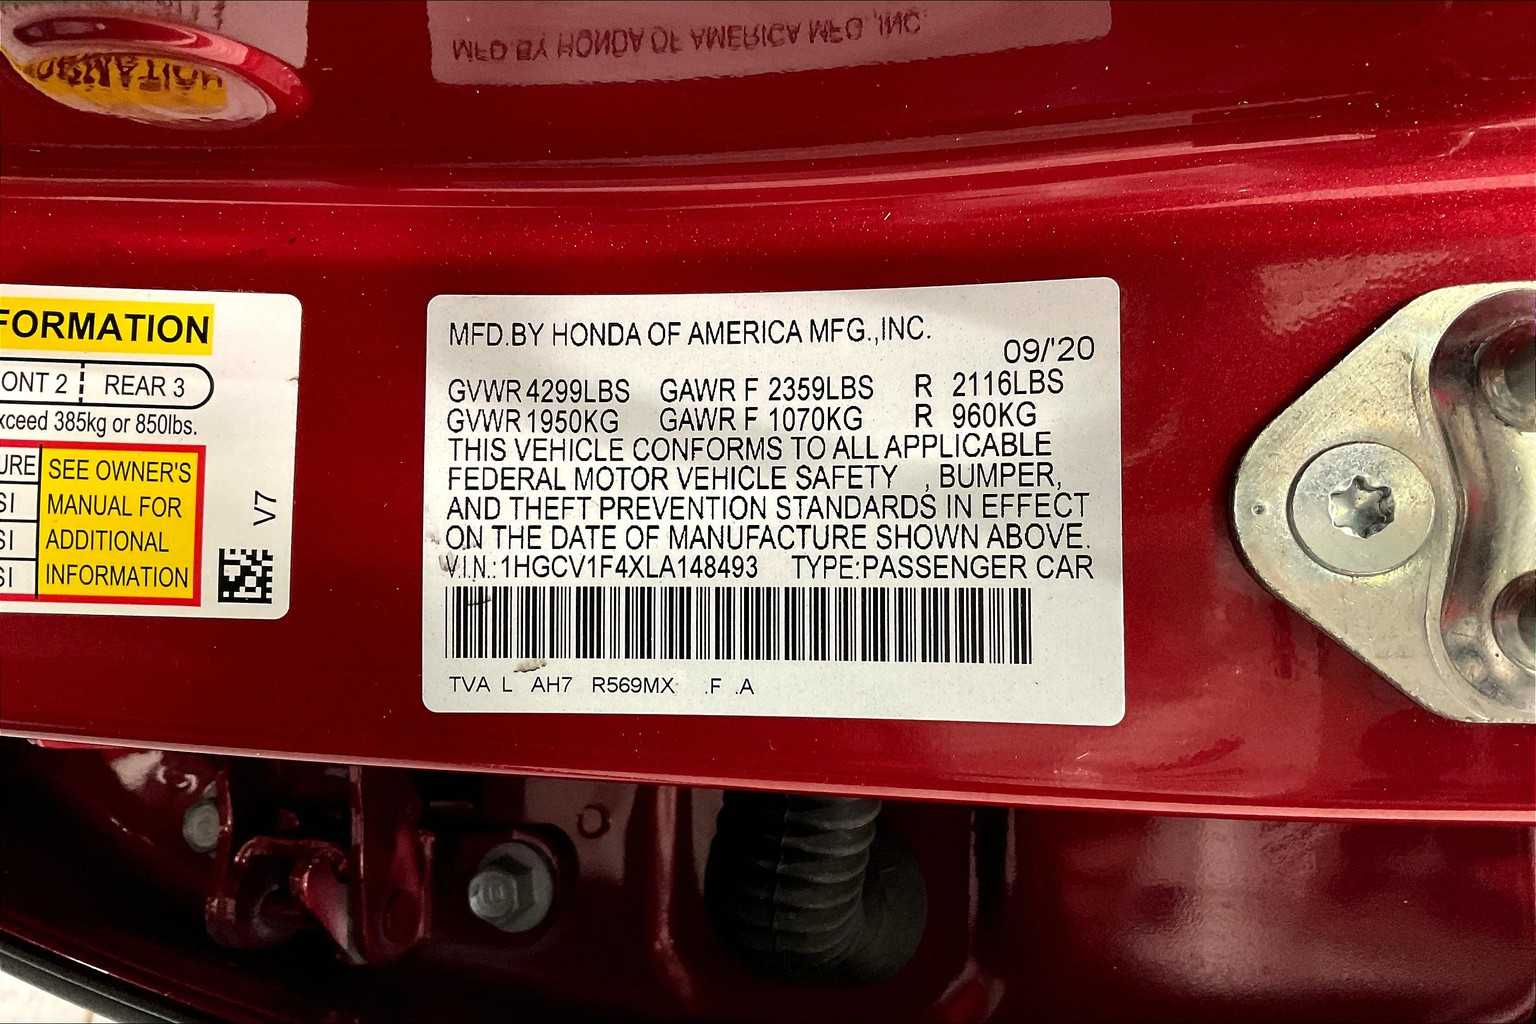 MFD.BY HONDA OF AMERICA MFG.,INC.
FORMATION
ONT 2 REAR 3
xceed 385kg or 850lbs.
URE
SI
SI
SI
SEE OWNER'S
MANUAL FOR
ADDITIONAL
INFORMATION
V7
MFD.BY HONDA OF AMERICA MFG.,INC.
09/'20
GVWR 4299LBS GAWR F 2359LBS R 2116LBS
GVWR 1950KG GAWR F 1070KG R 960KG
THIS VEHICLE CONFORMS TO ALL APPLICABLE
FEDERAL MOTOR VEHICLE SAFETY , BUMPER,
AND THEFT PREVENTION STANDARDS IN EFFECT
ON THE DATE OF MANUFACTURE SHOWN ABOVE.
V.I.N.: 1HGCV1F4XLA148493 TYPE:PASSENGER CAR
TVA L AH7 R569MX .F .A